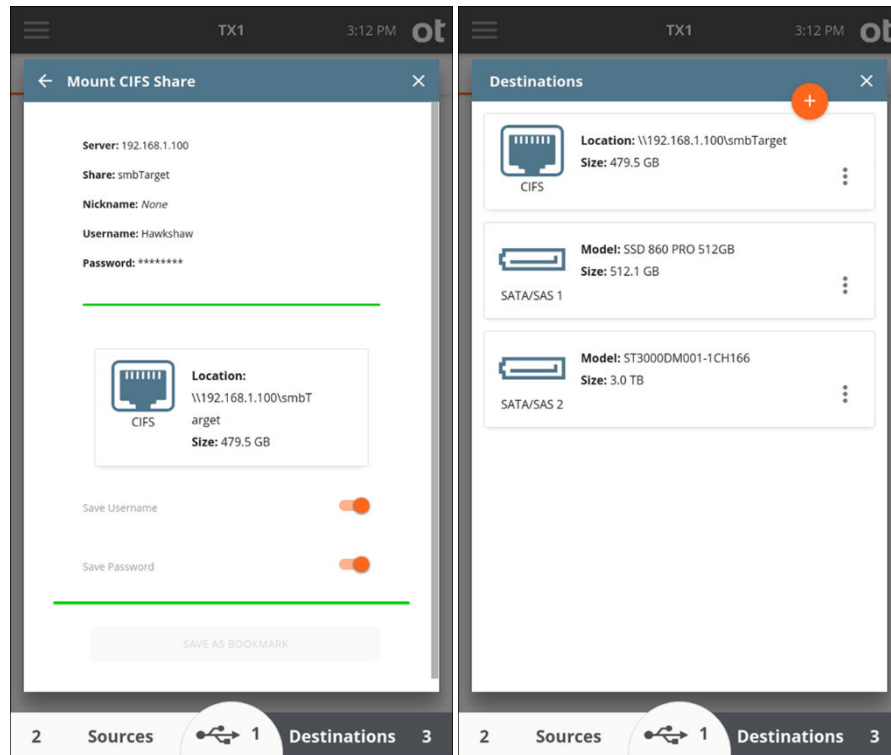 TX1
3:12 PM
ot
Mount CIFS Share
Server: 192.168.1.100
Share: smbTarget
Nickname: None
Username: Hawkshaw
Password: ********
CIFS
Location:
\\192.168.1.100\smbT
arget
Size: 479.5 GB
Save Username
Save Password
SAVE AS BOOKMARK
2 Sources 1 Destinations 3
TX1
3:12 PM
ot
Destinations
+
CIFS
Location: \\192.168.1.100\smbTarget
Size: 479.5 GB
SATA/SAS 1
Model: SSD 860 PRO 512GB
Size: 512.1 GB
SATA/SAS 2
Model: ST3000DM001-1CH166
Size: 3.0 TB
2 Sources 1 Destinations 3